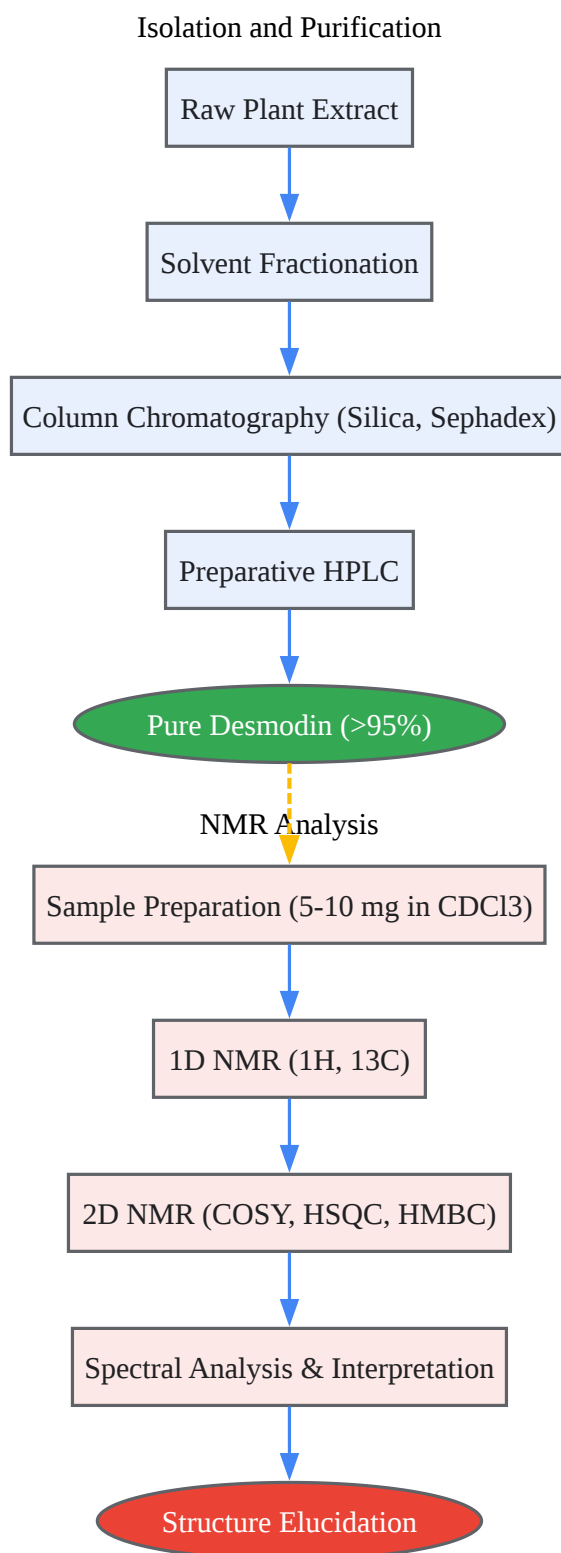 Isolation and Purification
Raw Plant Extract
Solvent Fractionation
Column Chromatography (Silica, Sephadex)
Preparative HPLC
Pure Desmodin (>95%)
NMR Analysis
Sample Preparation (5-10 mg in CDCl3)
1D NMR (1H, 13C)
2D NMR (COSY, HSQC, HMBC)
Spectral Analysis & Interpretation
Structure Elucidation